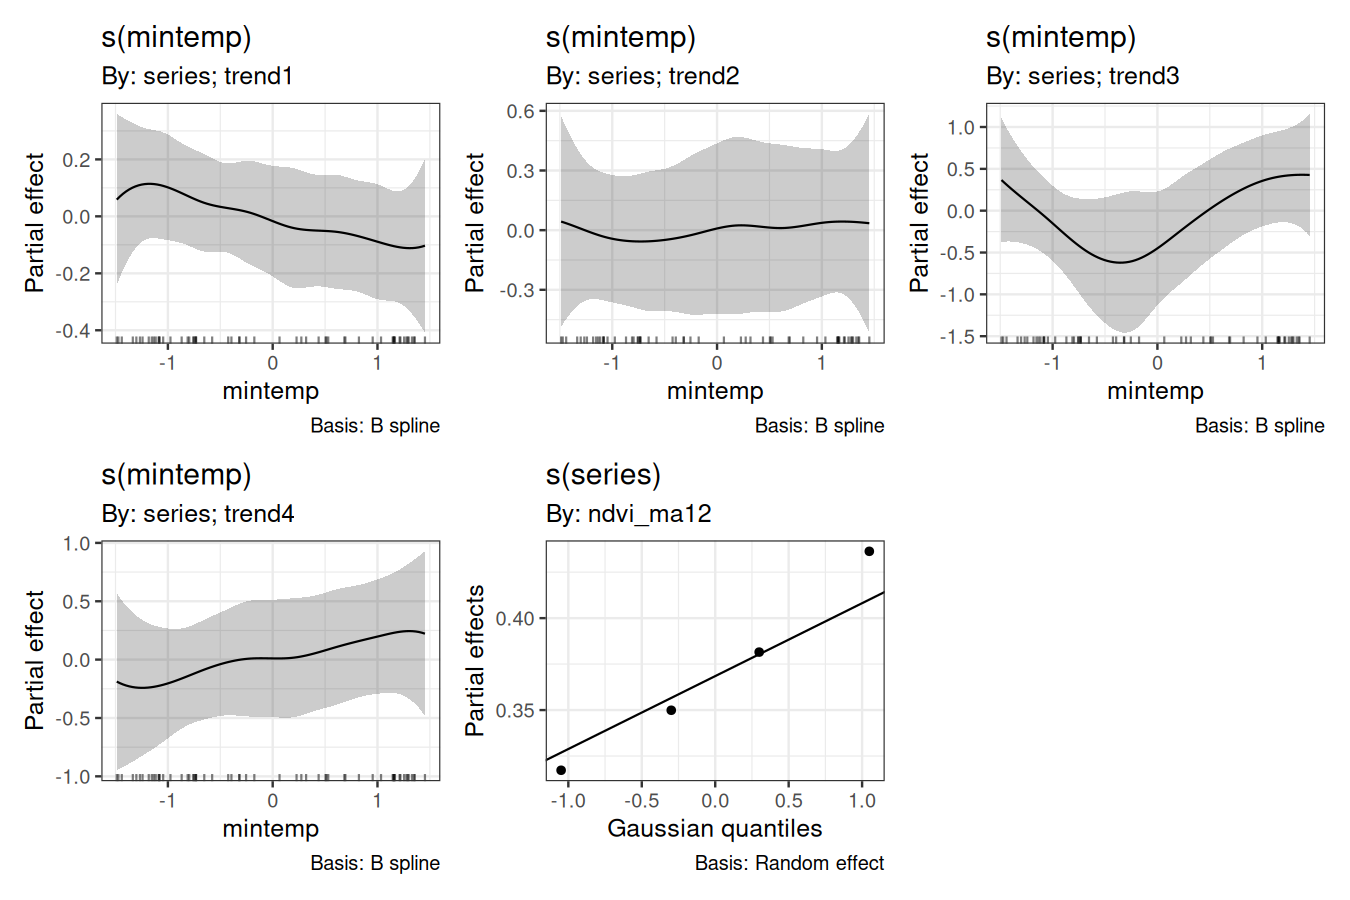 s(mintemp)
By: series; trend1
Partial effect
0.2
0.0
-0.2
-0.4
-1
0
1
mintemp
Basis: B spline
s(mintemp)
By: series; trend2
Partial effect
0.6
0.3
0.0
-0.3
-1
0
1
mintemp
Basis: B spline
s(mintemp)
By: series; trend3
Partial effect
1.0
0.5
0.0
-0.5
-1.0
-1.5
-1
0
1
mintemp
Basis: B spline
s(mintemp)
By: series; trend4
Partial effect
1.0
0.5
0.0
-0.5
-1.0
-1
0
1
mintemp
Basis: B spline
s(series)
By: ndvi_ma12
Partial effects
0.40
0.35
-1.0
-0.5
0.0
0.5
1.0
Gaussian quantiles
Basis: Random effect